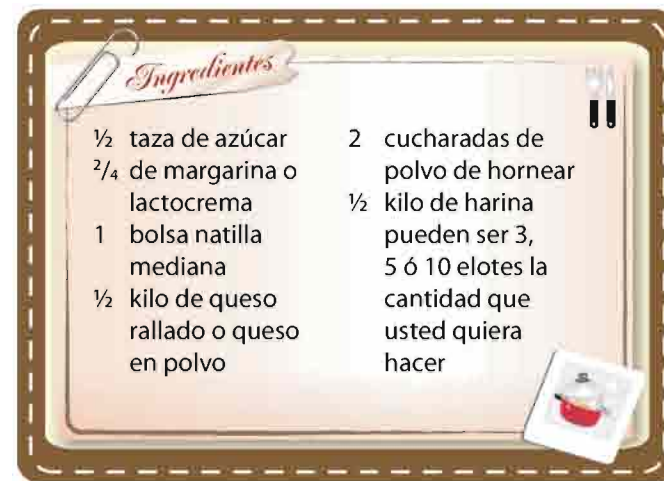 Ingredientes
½ taza de azúcar
²/₄ de margarina o
lactocrema
1 bolsa natilla
mediana
½ kilo de queso
rallado o queso
en polvo
2 cucharadas de
polvo de hornear
½ kilo de harina
pueden ser 3,
5 ó 10 elotes la
cantidad que
usted quiera
hacer